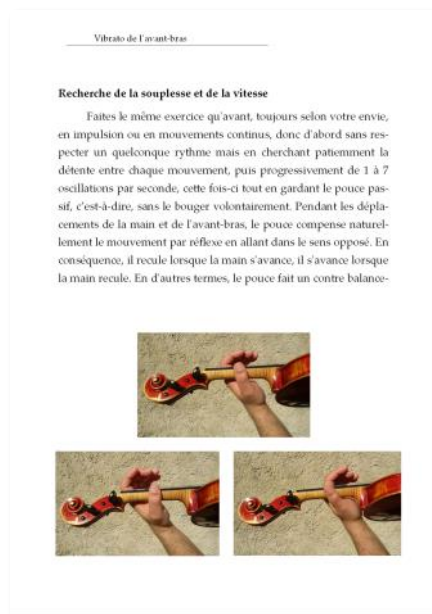 Vibrato de l'avant-bras
Recherche de la souplesse et de la vitesse
Faites le même exercice qu'avant, toujours selon votre envie,
en impulsion ou en mouvements continus, donc d'abord sans res-
pecter un quelconque rythme mais en cherchant patiemment la
détente entre chaque mouvement, puis progressivement de 1 à 7
oscillations par seconde, cette fois-ci tout en gardant le pouce pas-
sif, c'est-à-dire, sans le bouger volontairement. Pendant les dépla-
cements de la main et de l'avant-bras, le pouce compense naturel-
lement le mouvement par réflexe en allant dans le sens opposé. En
conséquence, il recule lorsque la main s'avance, il s'avance lorsque
la main recule. En d'autres termes, le pouce fait un contre balance-